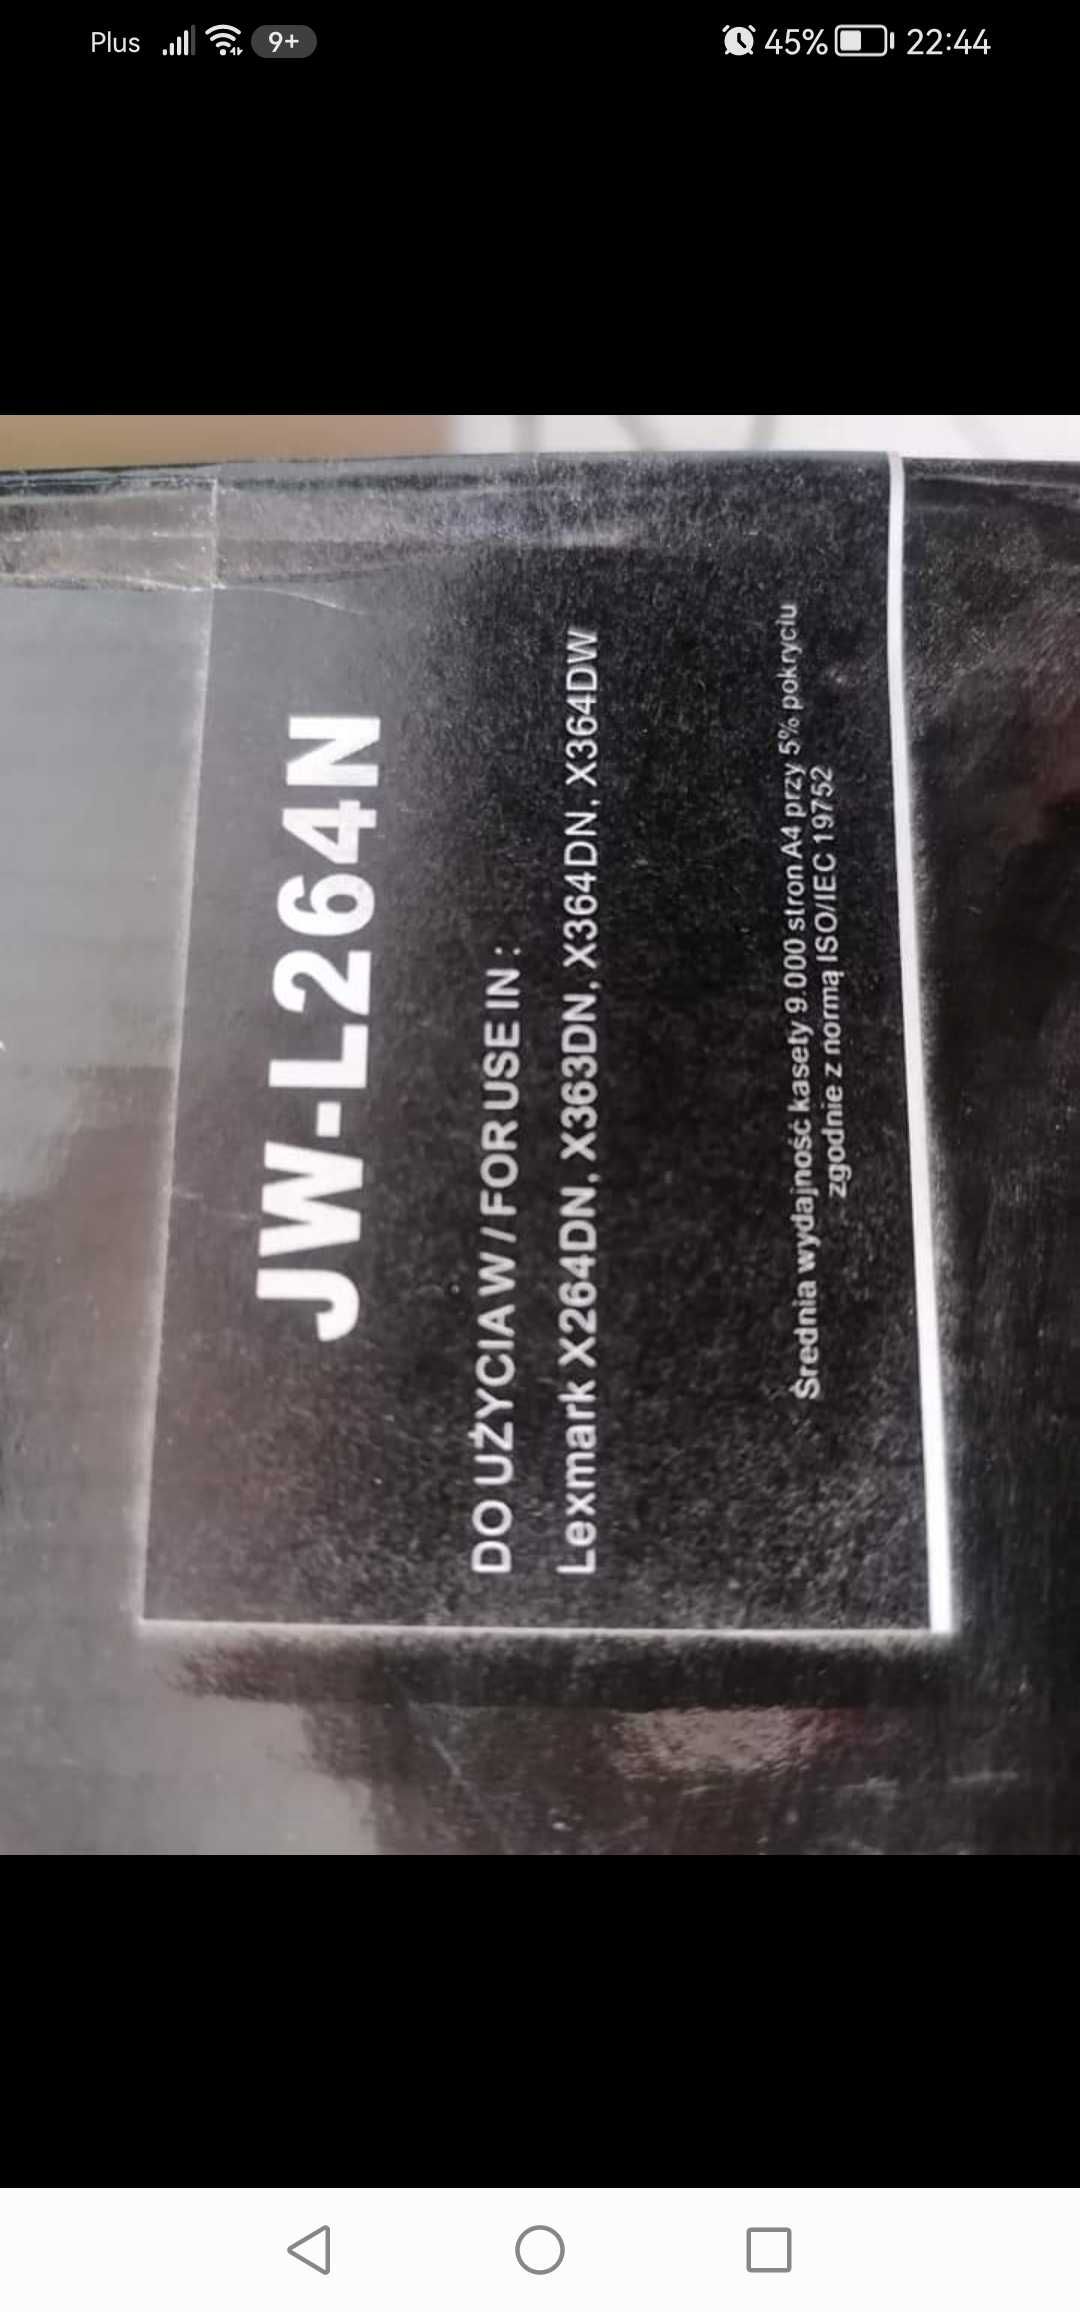 Plus 9+ 45% 22:44
JW-L264N
DO UŻYCIA W / FOR USE IN :
Lexmark X264DN, X363DN, X364DN, X364DW
Średnia wydajność kasety 9.000 stron A4 przy 5% pokryciu
zgodnie z normą ISO/IEC 19752